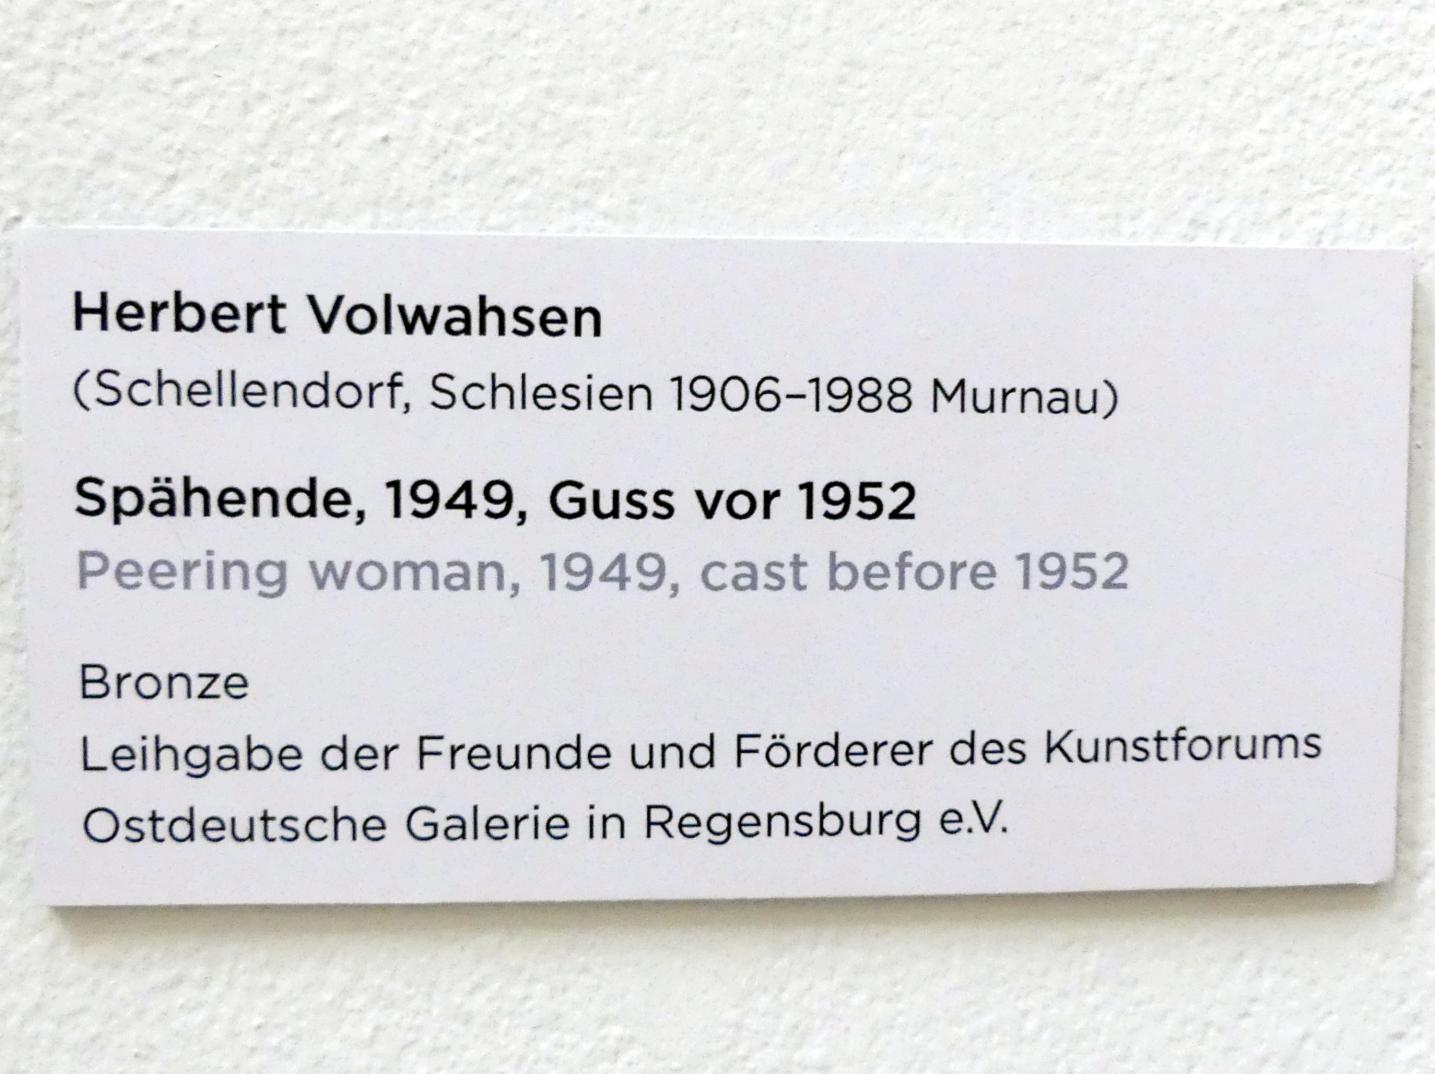 Herbert Volwahsen
(Schellendorf, Schlesien 1906–1988 Murnau)
Spähende, 1949, Guss vor 1952
Peering woman, 1949, cast before 1952
Bronze
Leihgabe der Freunde und Förderer des Kunstforums
Ostdeutsche Galerie in Regensburg e.V.